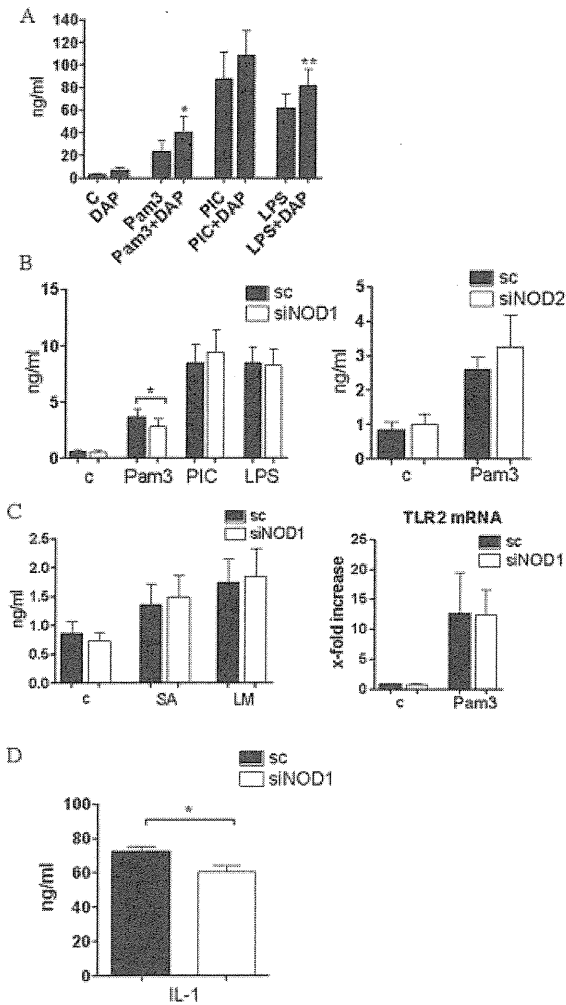 A
140
120
100
80
60
40
20
0
ng/ml
*
**
C
DAP
Pam3
Pam3+DAP
PIC
PIC+DAP
LPS
LPS+DAP
B
sc
siNOD1
15
10
5
0
ng/ml
*
c
Pam3
PIC
LPS
sc
siNOD2
5
4
3
2
1
0
ng/ml
c
Pam3
C
sc
siNOD1
2.5
2.0
1.5
1.0
0.5
0.0
ng/ml
c
SA
LM
TLR2 mRNA
sc
siNOD1
25
20
15
10
5
0
x-fold increase
c
Pam3
D
sc
siNOD1
100
80
60
40
20
0
ng/ml
*
IL-1